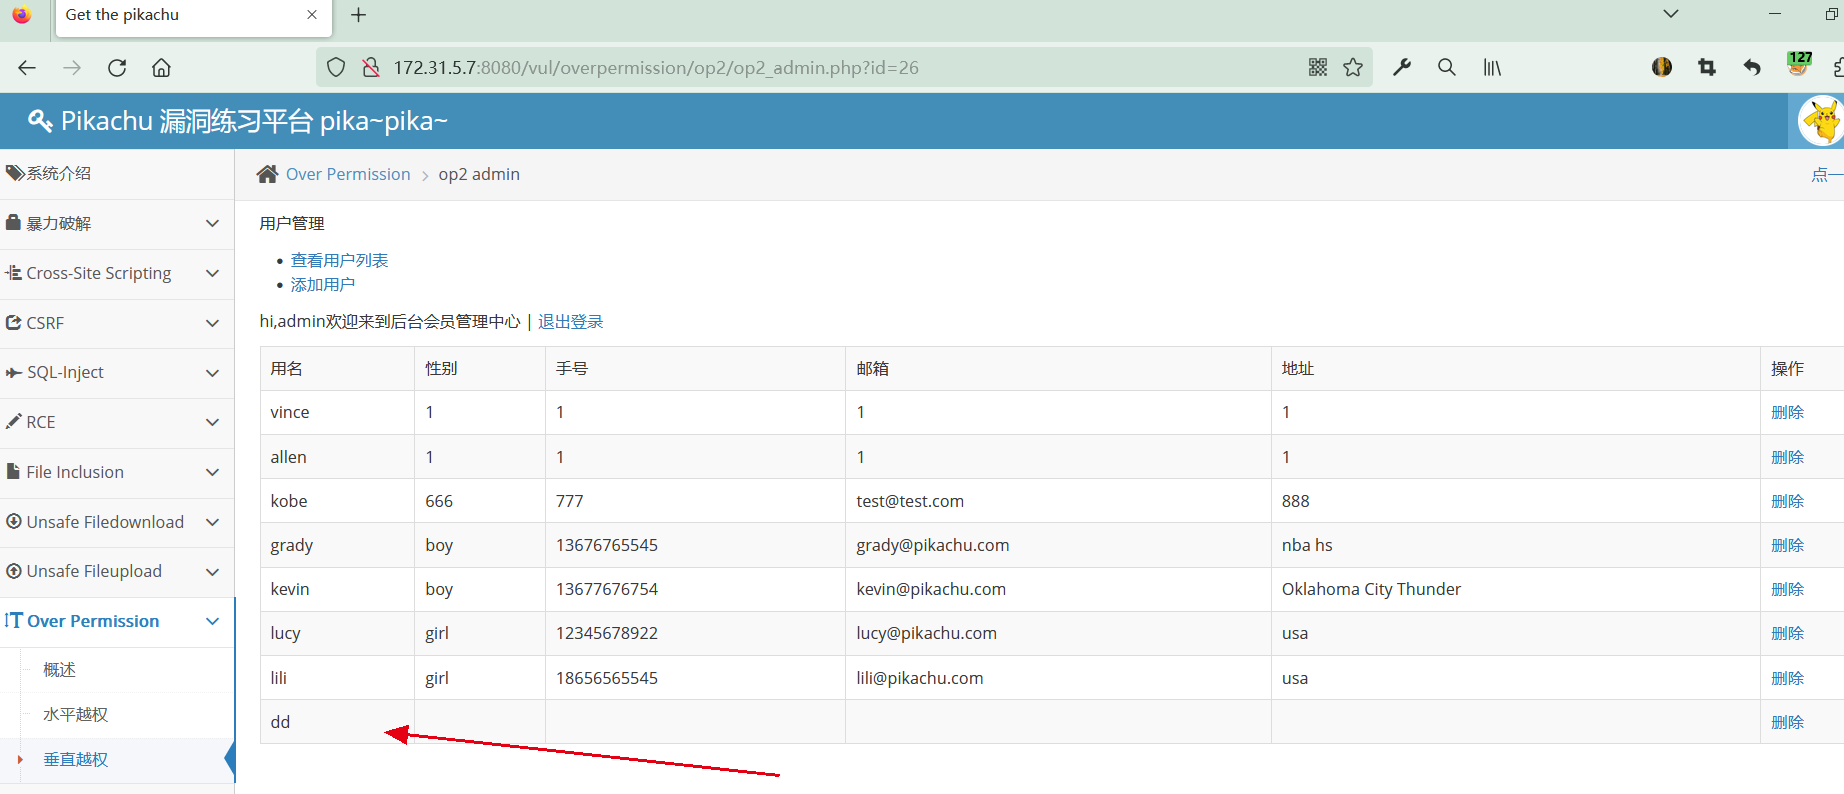 Get the pikachu
172.31.5.7:8080/vul/overpermission/op2/op2_admin.php?id=26
127
Pikachu 漏洞练习平台 pika~pika~
系统介绍
暴力破解
Cross-Site Scripting
CSRF
SQL-Inject
RCE
File Inclusion
Unsafe Filedownload
Unsafe Fileupload
Over Permission
概述
水平越权
垂直越权
Over Permission > op2 admin
点一
用户管理
查看用户列表
添加用户
hi,admin欢迎来到后台会员管理中心 | 退出登录
用名 性别 手号 邮箱 地址 操作
vince 1 1 1 1 删除
allen 1 1 1 1 删除
kobe 666 777 test@test.com 888 删除
grady boy 13676765545 grady@pikachu.com nba hs 删除
kevin boy 13677676754 kevin@pikachu.com Oklahoma City Thunder 删除
lucy girl 12345678922 lucy@pikachu.com usa 删除
lili girl 18656565545 lili@pikachu.com usa 删除
dd 删除